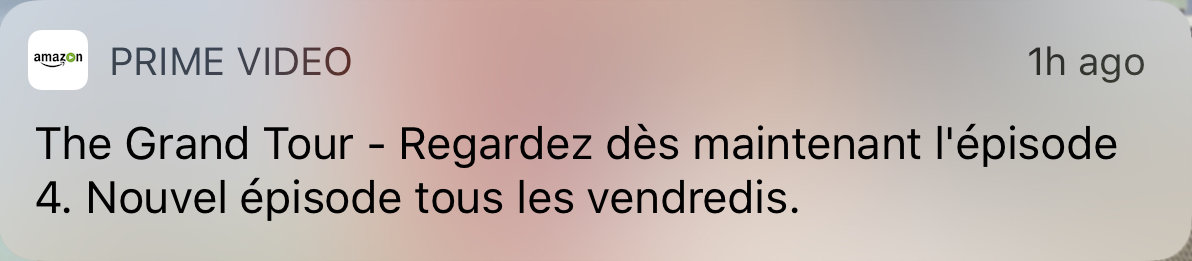 amazon
PRIME VIDEO
1h ago
The Grand Tour - Regardez dès maintenant l'épisode
4. Nouvel épisode tous les vendredis.